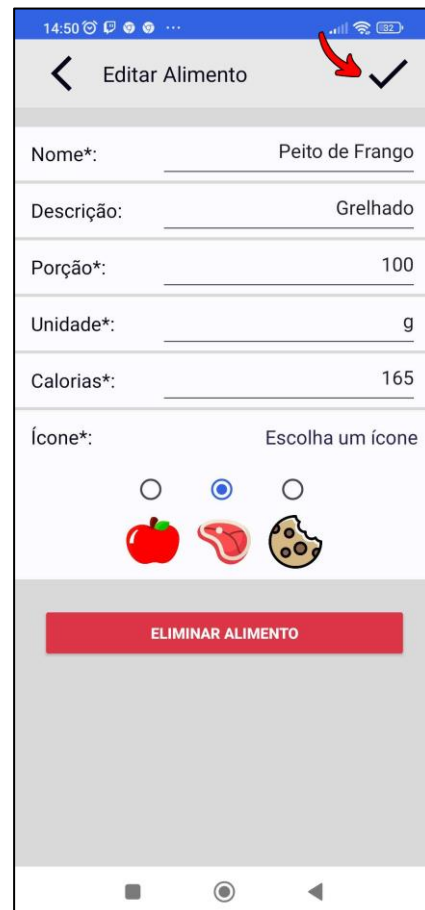 14:50 ... 92
Editar Alimento
Nome*: Peito de Frango
Descrição: Grelhado
Porção*: 100
Unidade*: g
Calorias*: 165
Ícone*: Escolha um ícone
ELIMINAR ALIMENTO